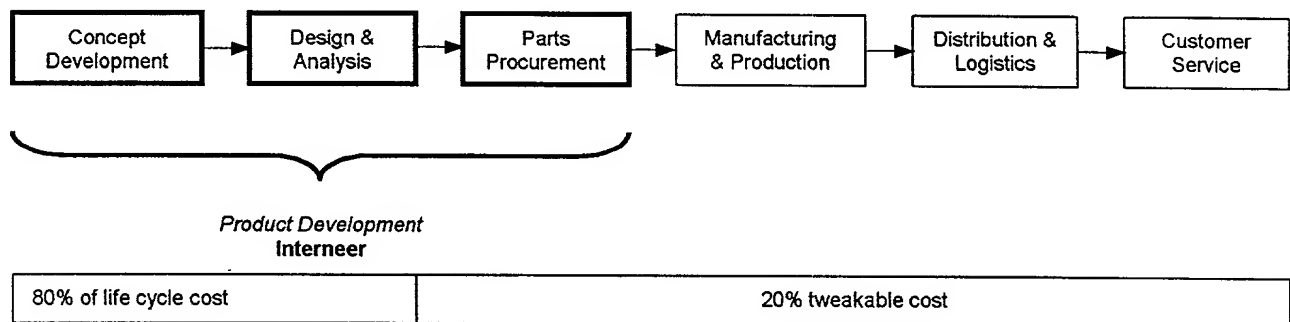 Concept
Development
Design &
Analysis
Parts
Procurement
Manufacturing
& Production
Distribution &
Logistics
Customer
Service
Product Development
Interneer
80% of life cycle cost
20% tweakable cost